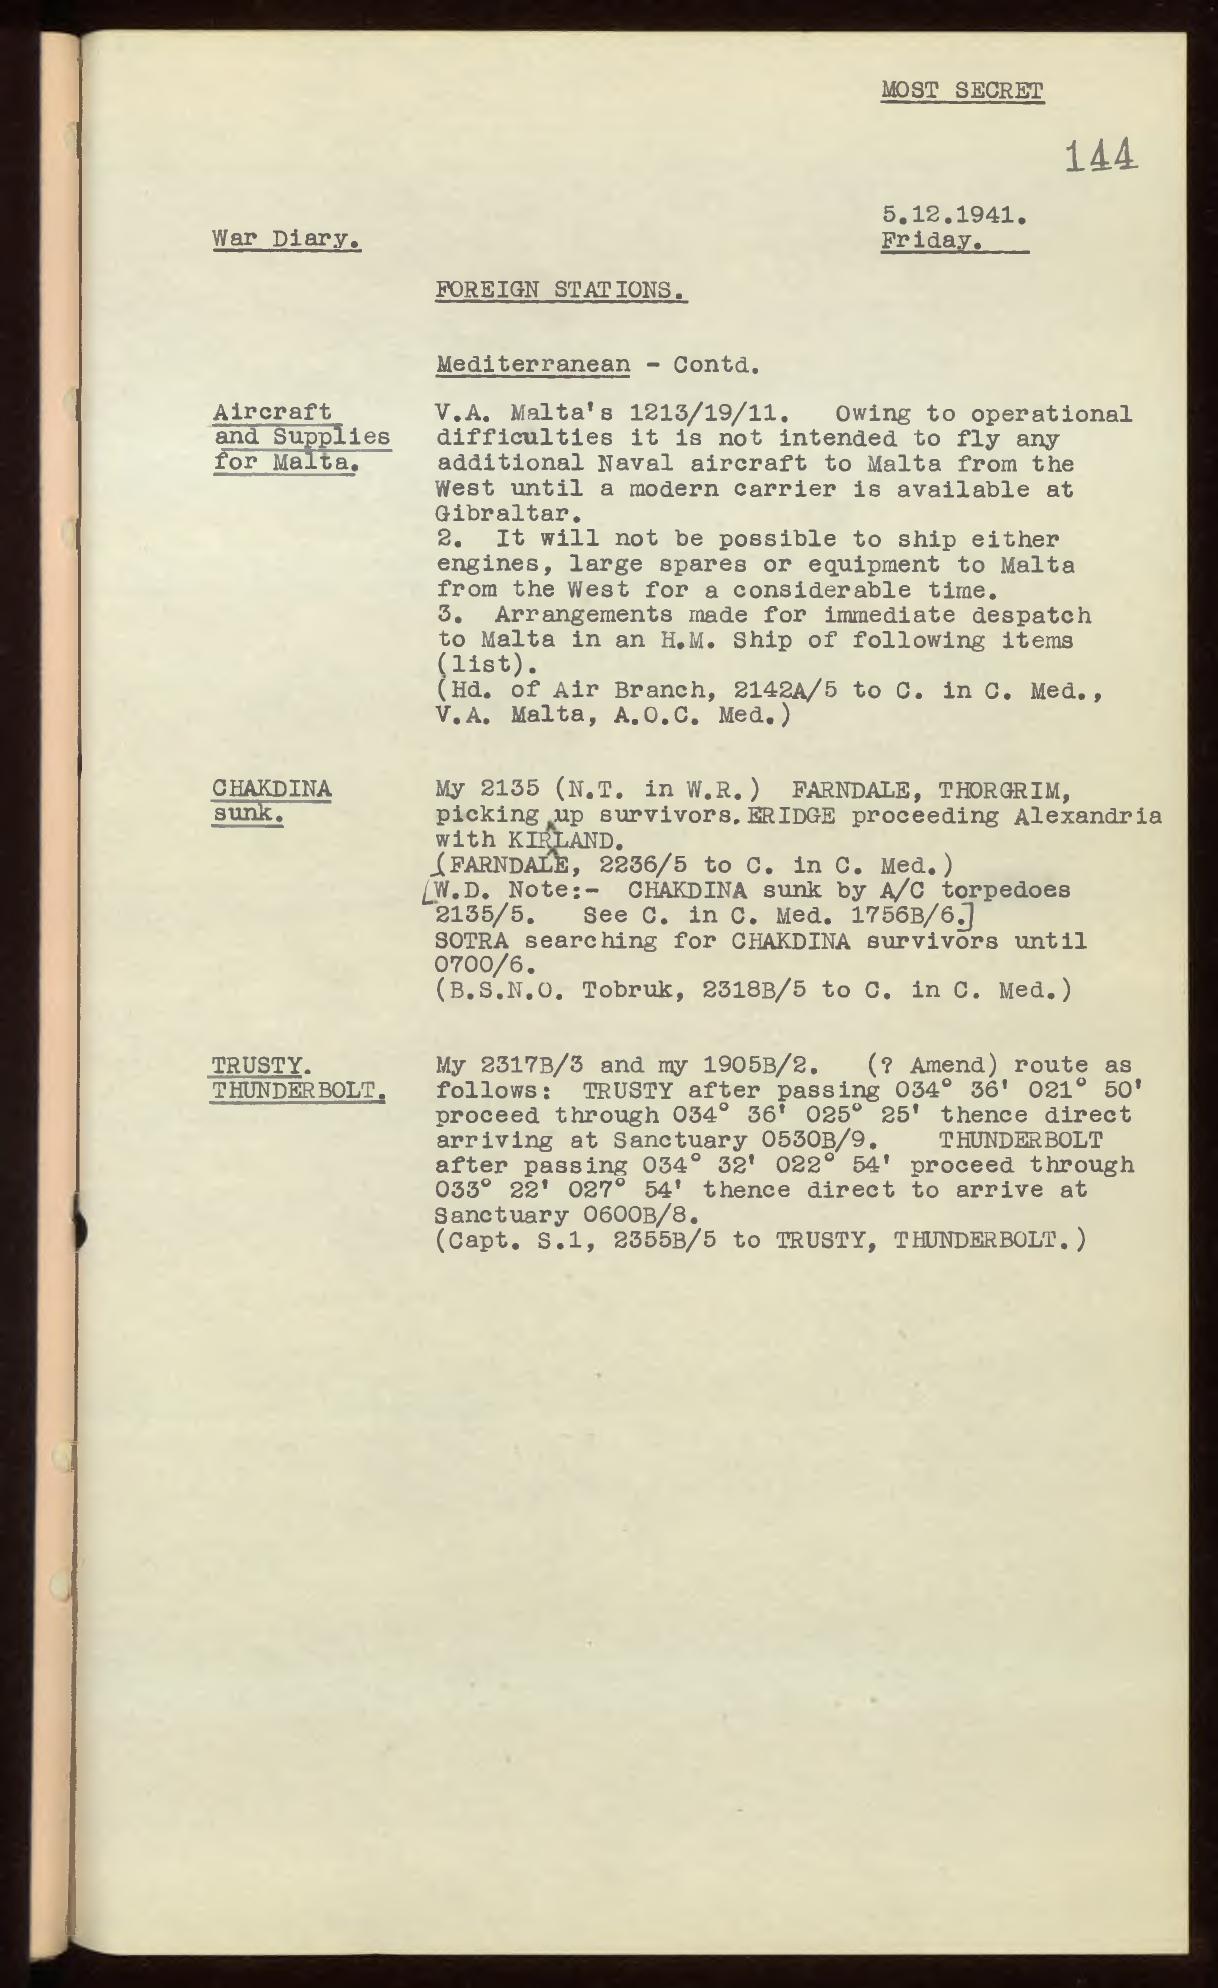 MOST SECRET
144
5.12.1941.
War Diary.
Friday.
FOREIGN STATIONS.
Mediterranean - Contd.
Aircraft
and Supplies
for Malta.
V.A. Malta's 1213/19/11. Owing to operational
difficulties it is not intended to fly any
additional Naval aircraft to Malta from the
West until a modern carrier is available at
Gibraltar.
2. It will not be possible to ship either
engines, large spares or equipment to Malta
from the West for a considerable time.
3. Arrangements made for immediate despatch
to Malta in an H.M. Ship of following items
(list).
(Hd. of Air Branch, 2142A/5 to C. in C. Med.,
V.A. Malta, A.O.C. Med.)
CHAKDINA
sunk.
My 2135 (N.T. in W.R.) FARNDALE, THORGRIM,
picking up survivors. ERIDGE proceeding Alexandria
with KIRLAND.
(FARNDALE, 2236/5 to C. in C. Med.)
[W.D. Note:- CHAKDINA sunk by A/C torpedoes
2135/5. See C. in C. Med. 1756B/6.]
SOTRA searching for CHAKDINA survivors until
0700/6.
(B.S.N.O. Tobruk, 2318B/5 to C. in C. Med.)
TRUSTY.
THUNDERBOLT.
My 2317B/3 and my 1905B/2. (? Amend) route as
follows: TRUSTY after passing 034° 36' 021° 50'
proceed through 034° 36' 025° 25' thence direct
arriving at Sanctuary 0530B/9. THUNDERBOLT
after passing 034° 32' 022° 54' proceed through
033° 22' 027° 54' thence direct to arrive at
Sanctuary 0600B/8.
(Capt. S.1, 2355B/5 to TRUSTY, THUNDERBOLT.)